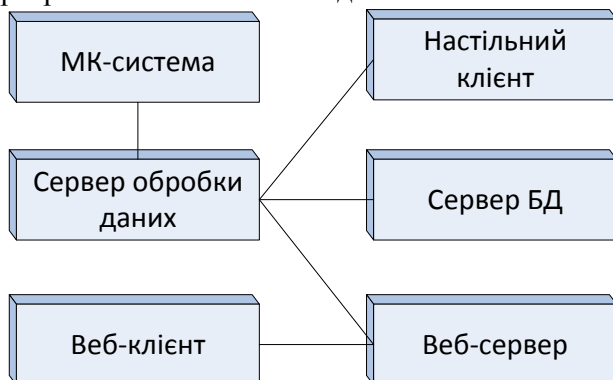 МК-система
Настільний
клієнт
Сервер обробки
даних
Сервер БД
Веб-клієнт
Веб-сервер